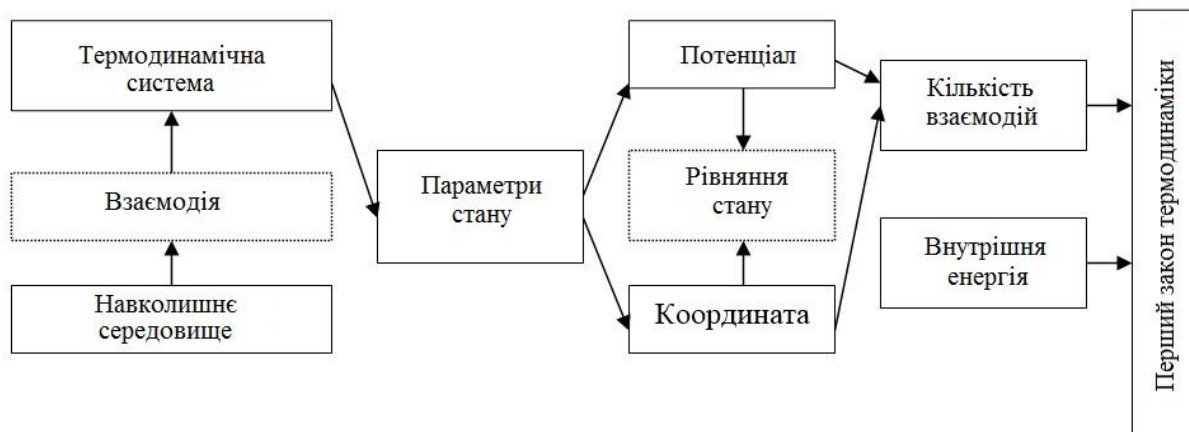 Термодинамічна
система
Взаємодія
Навколишнє
середовище
Параметри
стану
Потенціал
Рівняння
стану
Координата
Кількість
взаємодій
Внутрішня
енергія
Перший закон термодинаміки